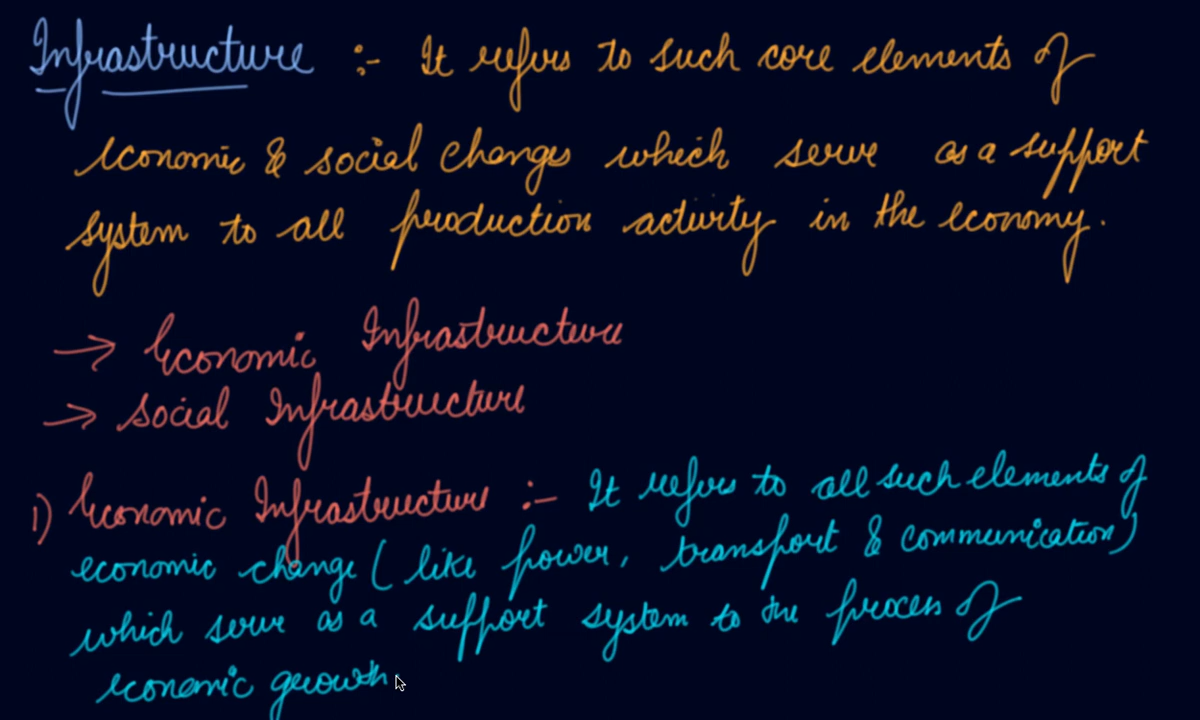 Infrastructure :- It refers to such core elements of
economic & social changes which serve as a support
system to all production activity in the economy.
→ Economic Infrastructure
→ Social Infrastructure
1) Economic Infrastructure :- It refers to all such elements of
economic change (like power, transport & communication)
which serve as a support system to the process of
economic growth.